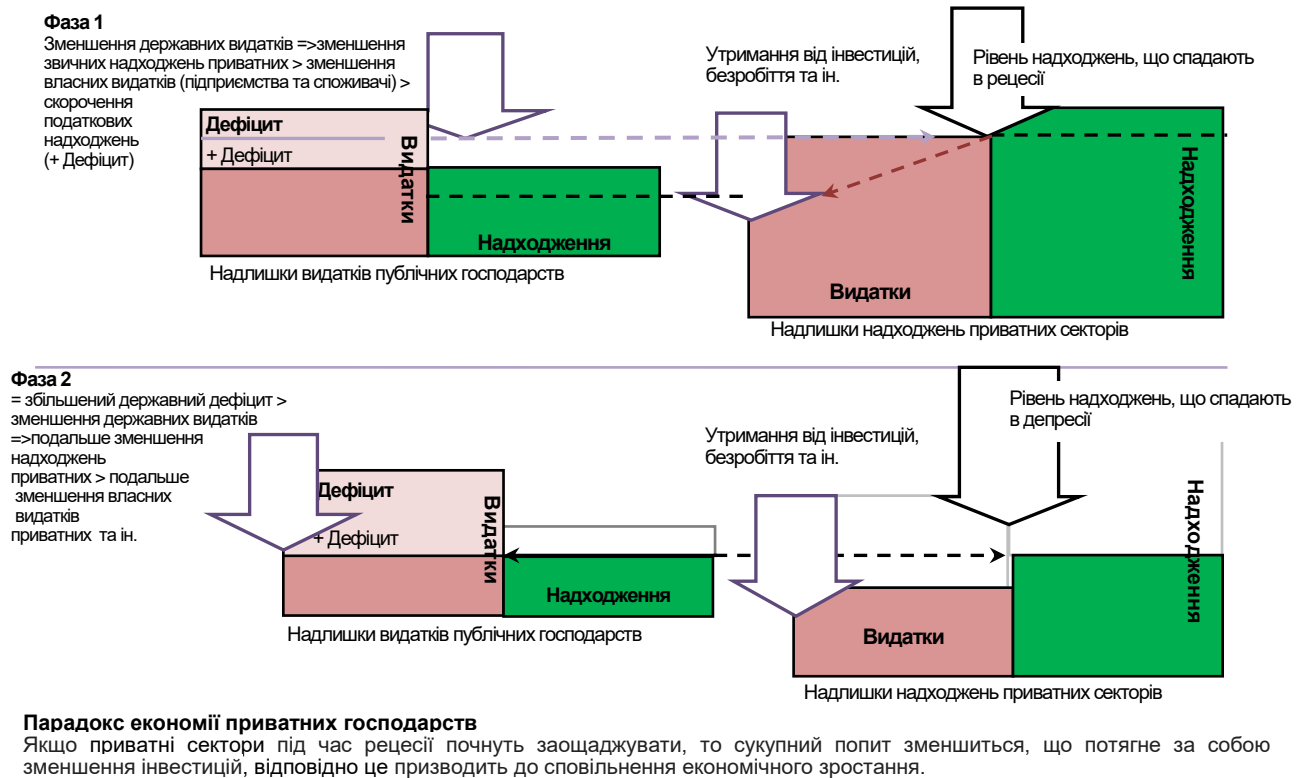 Фаза 1
Зменшення державних видатків =>зменшення
звичних надходжень приватних > зменшення
власних видатків (підприємства та споживачі) >
скорочення
податкових
надходжень
(+ Дефіцит)
Дефіцит
+ Дефіцит
Видатки
Надходження
Надлишки видатків публічних господарств
Утримання від інвестицій,
безробіття та ін.
Рівень надходжень, що спадають
в рецесії
Видатки
Надходження
Надлишки надходжень приватних секторів
Фаза 2
= збільшений державний дефіцит >
зменшення державних видатків
=>подальше зменшення
надходжень
приватних > подальше
зменшення власних
видатків
приватних та ін.
Дефіцит
+ Дефіцит
Видатки
Надходження
Надлишки видатків публічних господарств
Утримання від інвестицій,
безробіття та ін.
Рівень надходжень, що спадають
в депресії
Видатки
Надходження
Надлишки надходжень приватних секторів
Парадокс економії приватних господарств
Якщо приватні сектори під час рецесії почнуть заощаджувати, то сукупний попит зменшиться, що потягне за собою
зменшення інвестицій, відповідно це призводить до сповільнення економічного зростання.